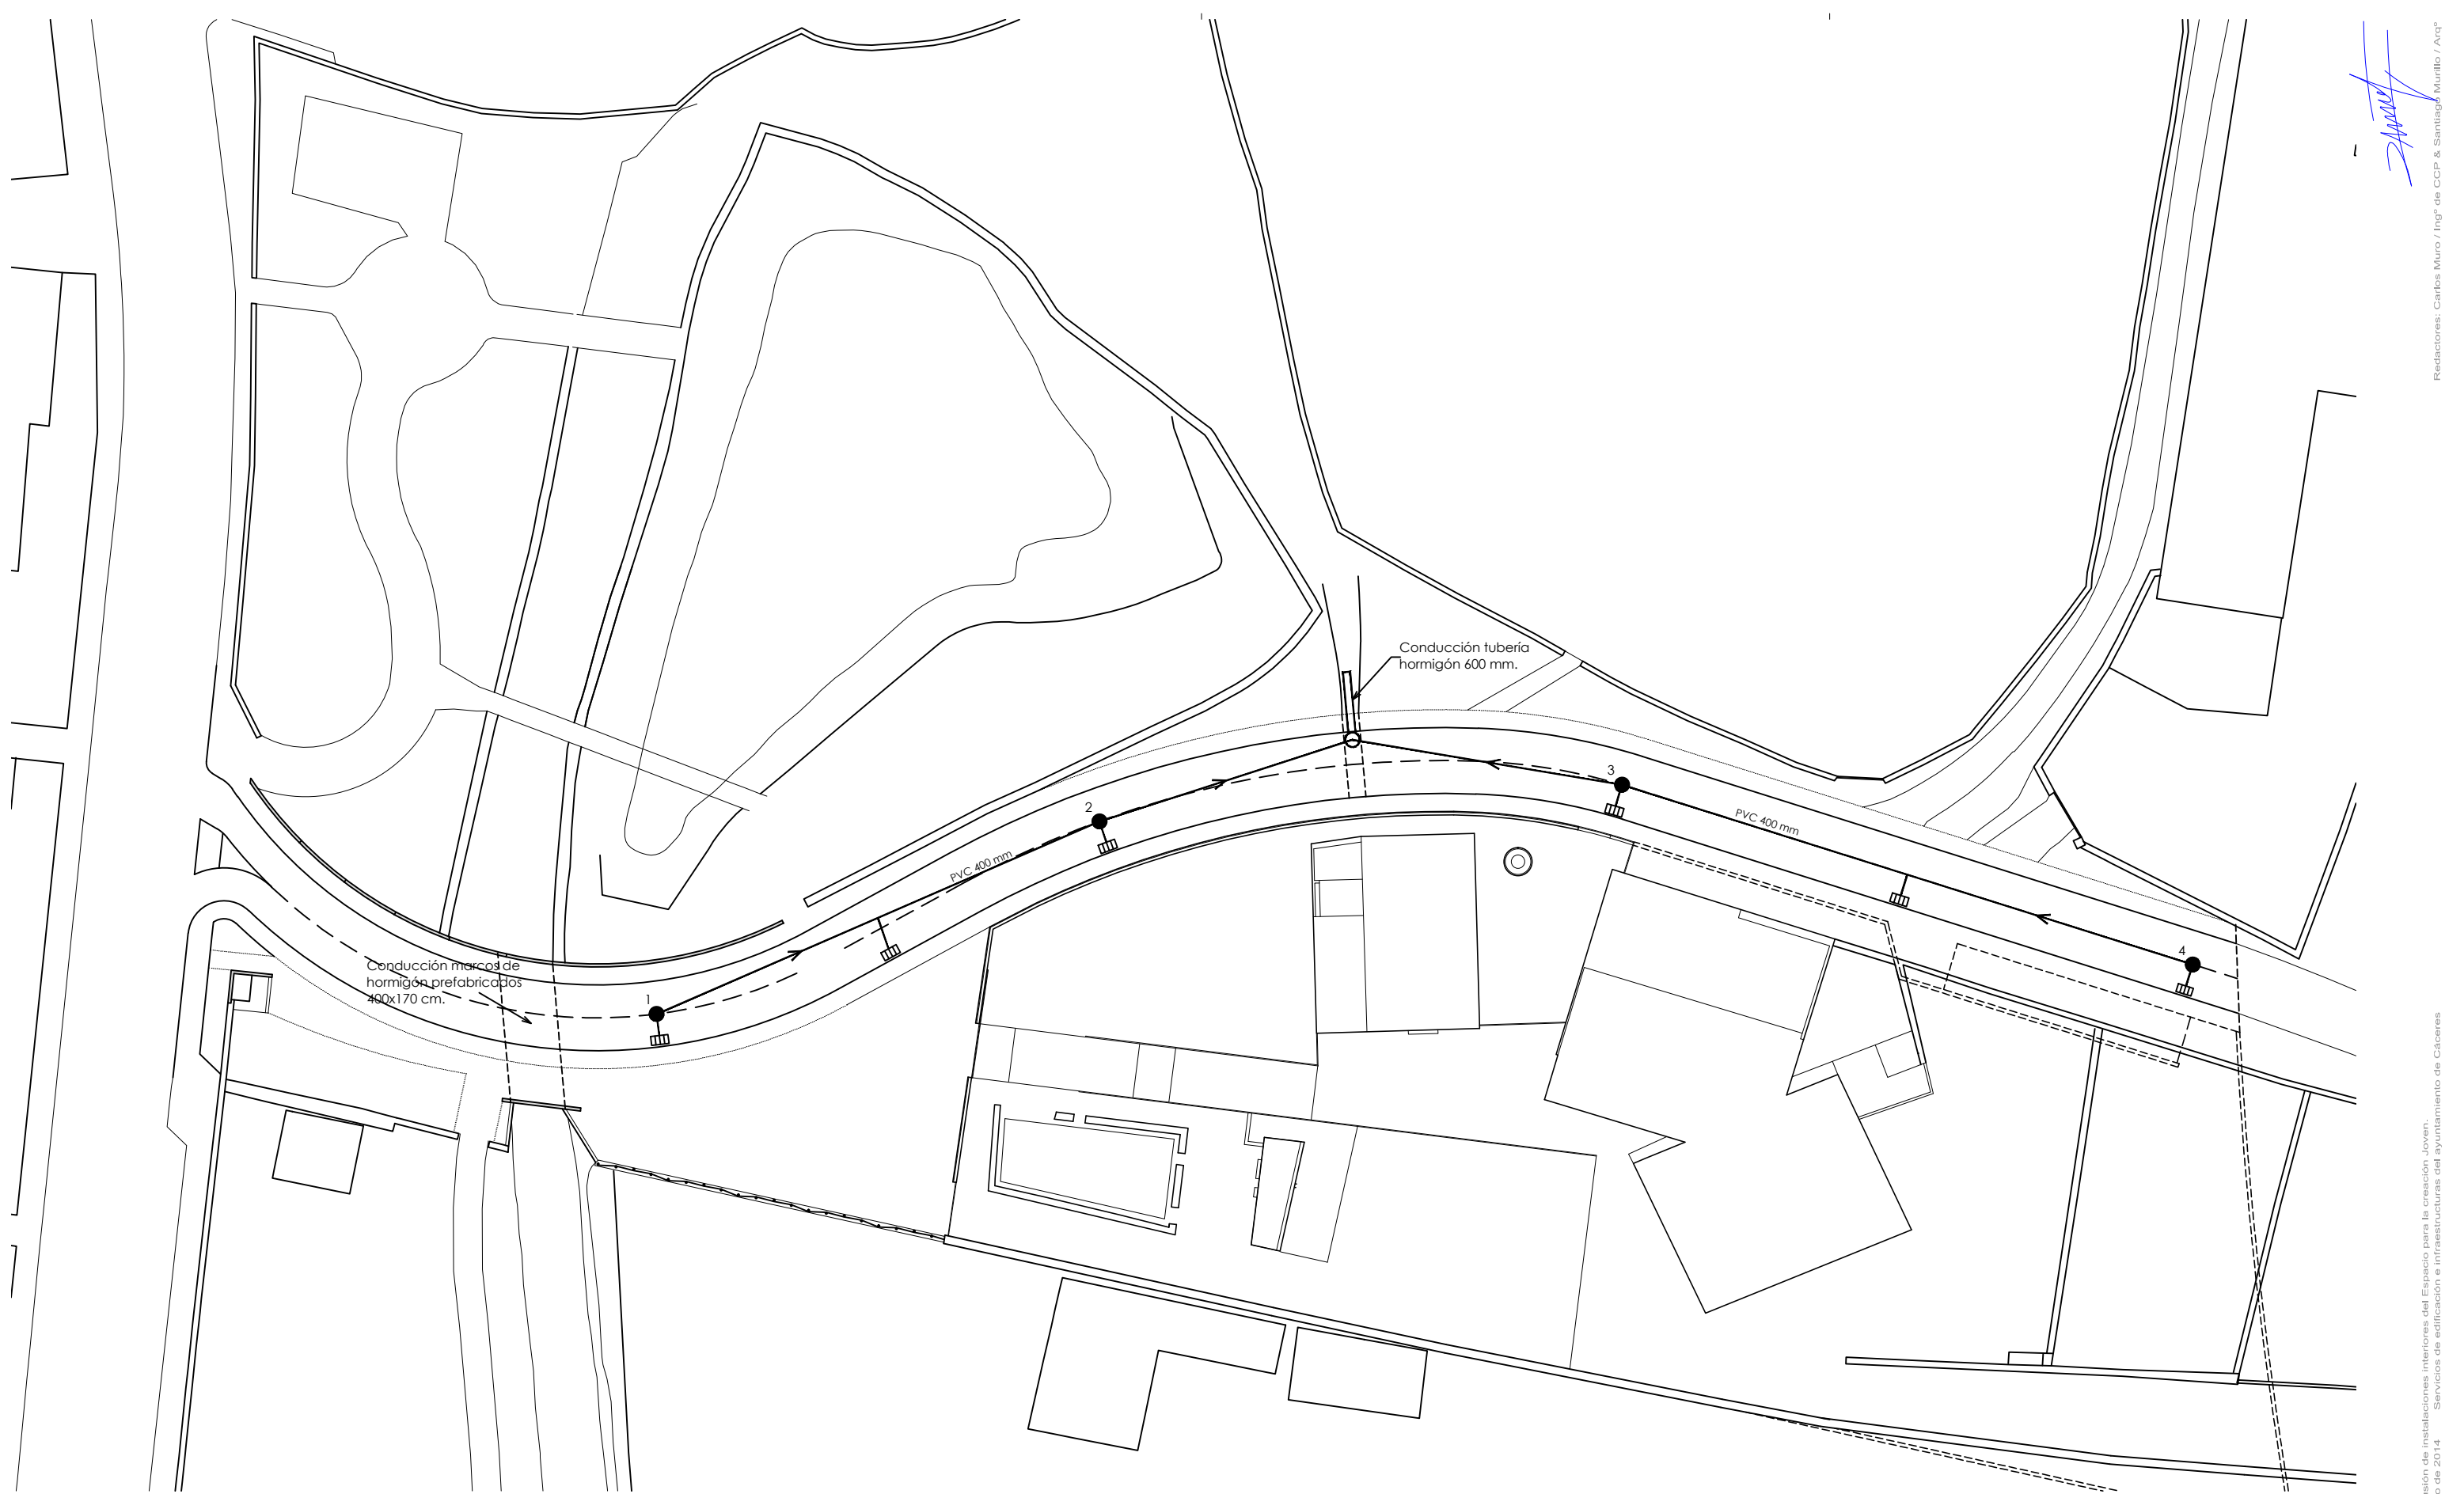 Conducción tubería
hormigón 600 mm.
3
PVC 400 mm
2
PVC 400 mm
4
Conducción marcos de
hormigón prefabricados
400x170 cm.
1
Redactores: Carlos Muro / Ingº de CCP & Santiago Murillo / Arqº
de instalaciones interiores del Espacio para la creación Joven.
de 2014 Servicios de edificación e infraestructuras del ayuntamiento de Cáceres